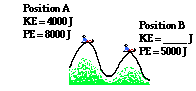 Position A
KE = 4000 J
PE = 8000 J
Position B
KE = _____ J
PE = 5000 J